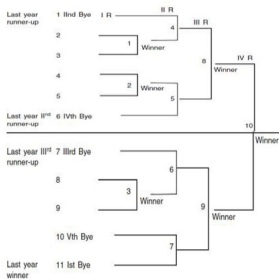 Last year runner-up 1 IInd Bye I R II R III R IV R
2
3
1 Winner
4
8 Winner
4
5
2 Winner
5
Last year IIrd runner-up 6 IVth Bye
10
Last year IIIrd runner-up 7 IIIrd Bye
8
9
3 Winner
6
9 Winner
10 Vth Bye
7
Last year winner 11 Ist Bye